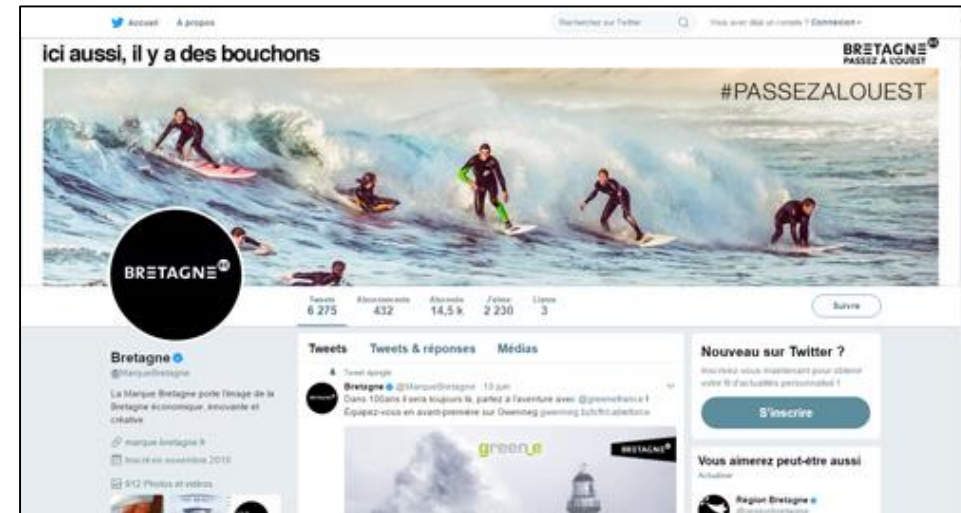 Accueil À propos
Recherchez sur Twitter
Vous avez déjà un compte ? Connexion
ici aussi, il y a des bouchons
BRETAGNE
PASSEZ À L'OUEST
#PASSEZALOUEST
BRETAGNE
Tweets
6 275
Abonnements
432
Abonnés
14,5 k
J'aime
2 230
Listes
3
Suivre
Bretagne
@MarqueBretagne
La Marque Bretagne porte l'image de la
Bretagne économique, innovante et
créative
marque-bretagne.fr
Inscrit en novembre 2010
912 Photos et vidéos
Tweets Tweets & réponses Médias
Tweet épinglé
Bretagne @MarqueBretagne · 19 juin
Dans 100ans il sera toujours là, partez à l'aventure avec @greenefrance !
Équipez-vous en avant-première sur Gwenneg
green_e
BRETAGNE
Nouveau sur Twitter ?
Inscrivez-vous maintenant pour obtenir
votre fil d'actualités personnalisé !
S'inscrire
Vous aimerez peut-être aussi
Actualiser
Région Bretagne
@regionbretagne